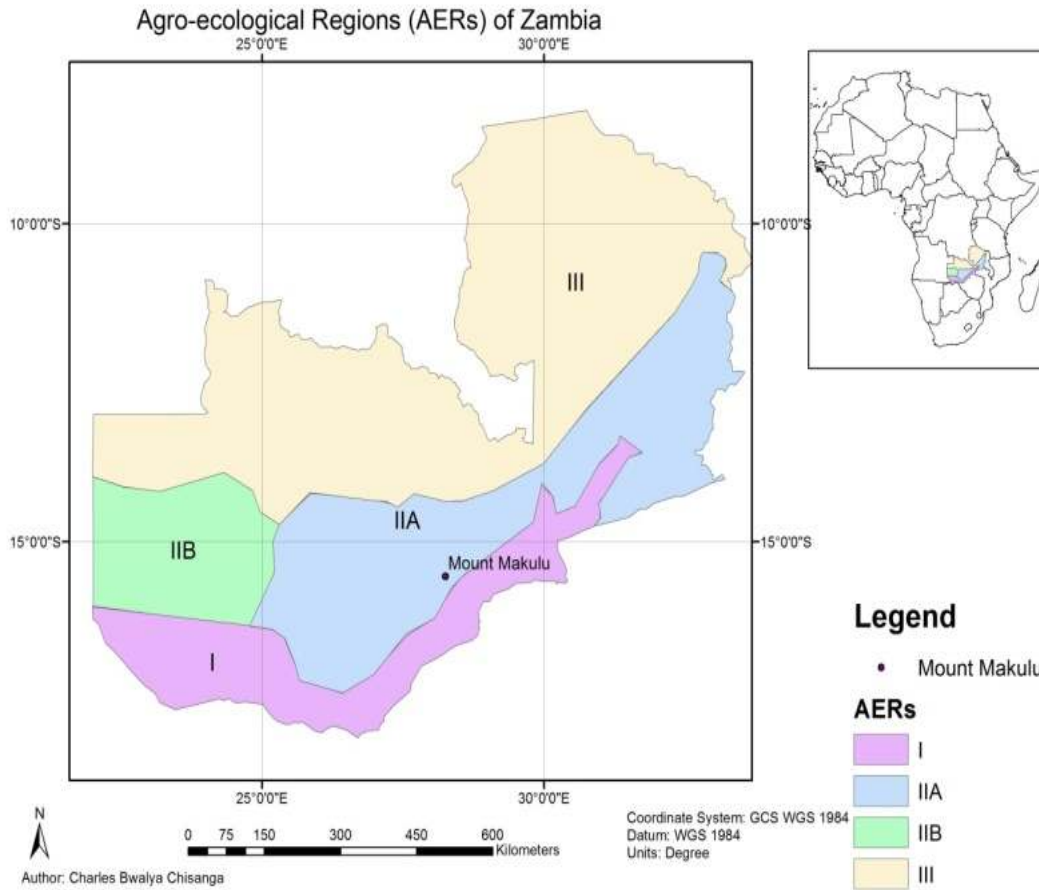 Agro-ecological Regions (AERs) of Zambia
25°0'0"E 30°0'0"E
10°0'0"S 10°0'0"S
III
IIA
15°0'0"S 15°0'0"S
IIB
Mount Makulu
I
25°0'0"E 30°0'0"E
Legend
Mount Makulu
AERs
I
IIA
IIB
III
N
0 75 150 300 450 600
Kilometers
Coordinate System: GCS WGS 1984
Datum: WGS 1984
Units: Degree
Author: Charles Bwalya Chisanga